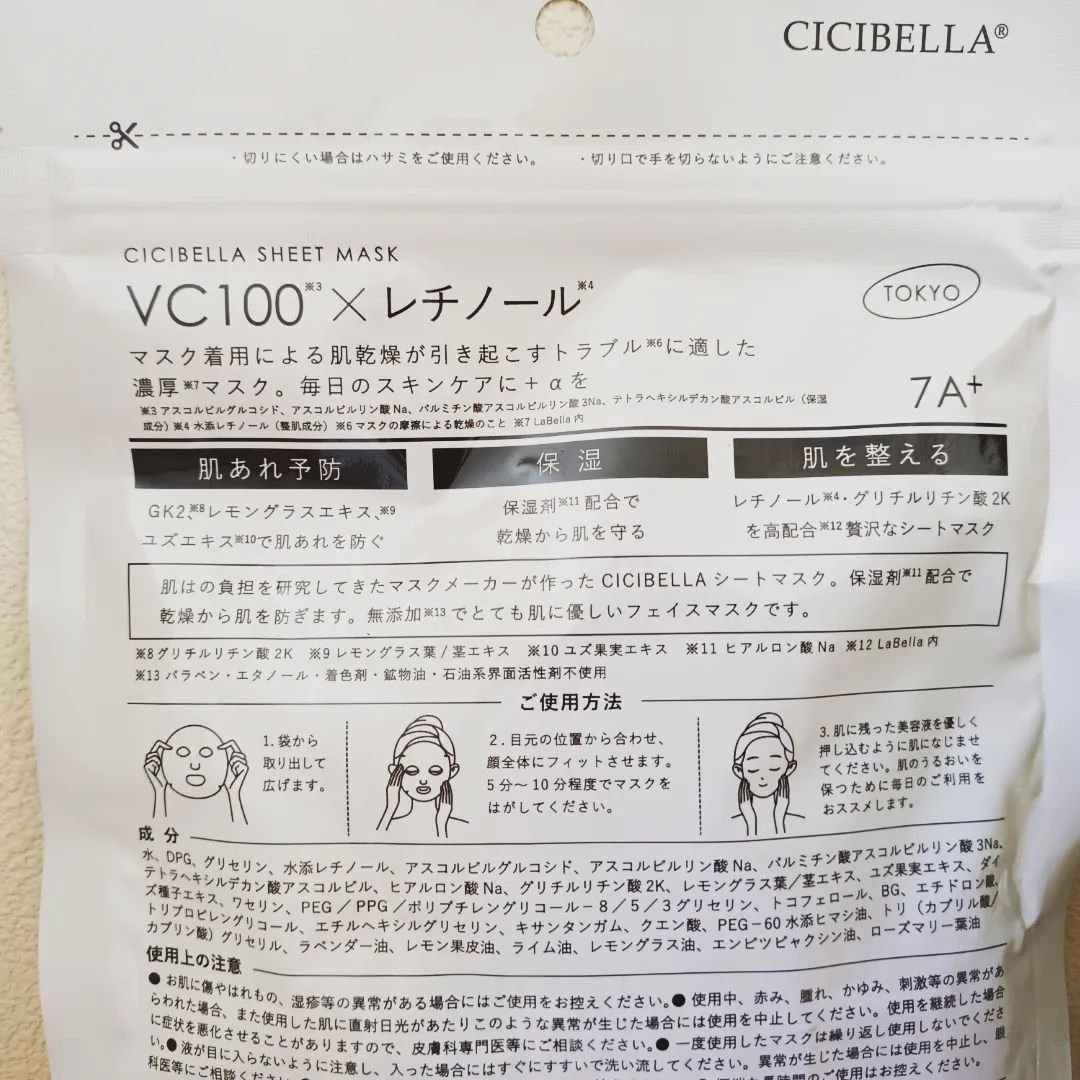 CICIBELLA®
・切りにくい場合はハサミをご使用ください。 ・切り口で手を切らないようにご注意ください。
CICIBELLA SHEET MASK
VC100※3×レチノール※4
TOKYO
マスク着用による肌乾燥が引き起こすトラブル※6に適した
濃厚※7マスク。毎日のスキンケアに+αを
7A+
※3 アスコルビルグルコシド、アスコルビルリン酸Na、パルミチン酸アスコルビルリン酸3Na、テトラヘキシルデカン酸アスコルビル(保湿
成分)※4 水添レチノール(整肌成分)※6 マスクの摩擦による乾燥のこと ※7 LaBella内
肌あれ予防
GK2、※8レモングラスエキス、※9
ユズエキス※10で肌あれを防ぐ
保 湿
保湿剤※11配合で
乾燥から肌を守る
肌を整える
レチノール※4・グリチルリチン酸2K
を高配合※12贅沢なシートマスク
肌はの負担を研究してきたマスクメーカーが作ったCICIBELLAシートマスク。保湿剤※11配合で
乾燥から肌を防ぎます。無添加※13でとても肌に優しいフェイスマスクです。
※8グリチルリチン酸2K ※9 レモングラス葉/茎エキス ※10 ユズ果実エキス ※11 ヒアルロン酸Na ※12 LaBella内
※13 パラベン・エタノール・着色剤・鉱物油・石油系界面活性剤不使用
ご使用方法
1.袋から
取り出して
広げます。
2.目元の位置から合わせ、
顔全体にフィットさせます。
5分〜10分程度でマスクを
はがしてください。
3.肌に残った美容液を優しく
押し込むように肌になじませ
てください。肌のうるおいを
保つために毎日のご利用を
おススメします。
成 分
水、DPG、グリセリン、水添レチノール、アスコルビルグルコシド、アスコルビルリン酸Na、パルミチン酸アスコルビルリン酸3Na、
テトラヘキシルデカン酸アスコルビル、ヒアルロン酸Na、グリチルリチン酸2K、レモングラス葉/茎エキス、ユズ果実エキス、ダイ
ズ種子エキス、ワセリン、PEG/PPG/ポリブチレングリコール-8/5/3グリセリン、トコフェロール、BG、エチドロン酸、
トリプロピレングリコール、エチルヘキシルグリセリン、キサンタンガム、クエン酸、PEG-60水添ヒマシ油、トリ(カプリル酸/
カプリン酸)グリセリル、ラベンダー油、レモン果皮油、ライム油、レモングラス油、エンピツビャクシン油、ローズマリー葉油
使用上の注意
●お肌に傷やはれもの、湿疹等の異常がある場合にはご使用をお控えください。●使用中、赤み、腫れ、かゆみ、刺激等の異常があ
らわれた場合、また使用した肌に直射日光があたりこのような異常が生じた場合には使用を中止してください。使用を継続した場合
に症状を悪化させることがありますので、皮膚科専門医等にご相談ください。●一度使用したマスクは繰り返し使用しないでくださ
い。●液が目に入らないように注意し、入った場合はすぐにすすいで洗い流してください。異常が生じた場合には使用を中止し、眼
科医等にご相談ください
長時間のご使用はお控えください。